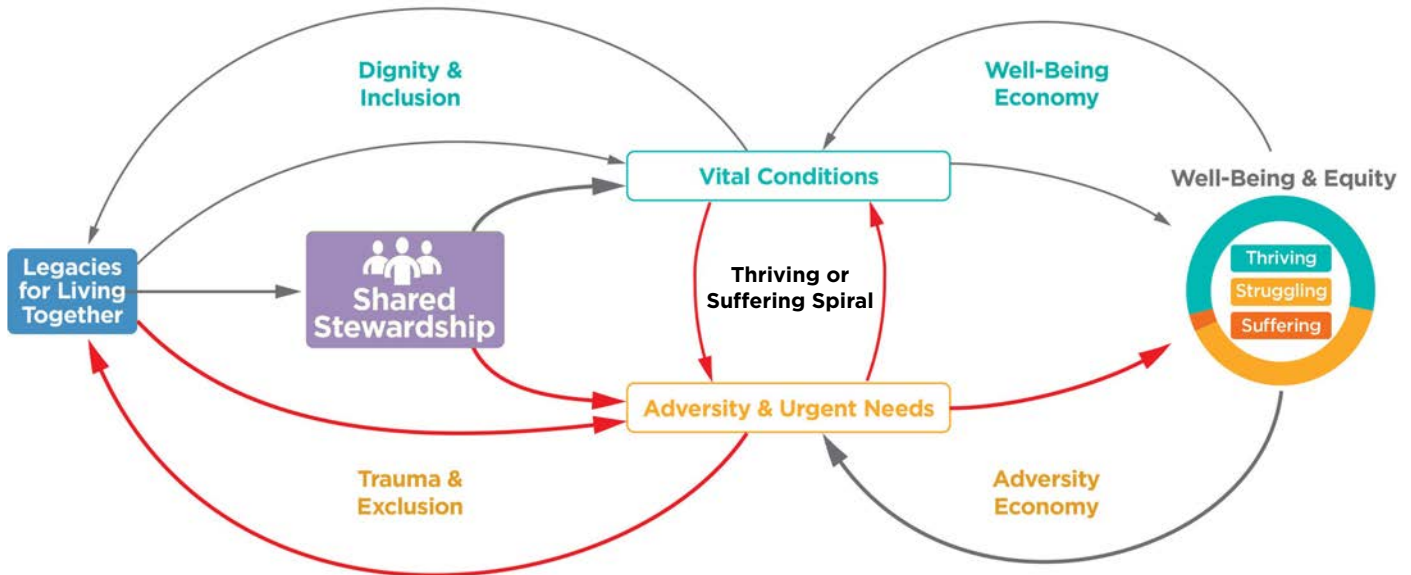 Dignity &
Inclusion
Well-Being
Economy
Vital Conditions
Well-Being & Equity
Legacies
for Living
Together
Shared
Stewardship
Thriving or
Suffering Spiral
Thriving
Struggling
Suffering
Adversity & Urgent Needs
Trauma &
Exclusion
Adversity
Economy